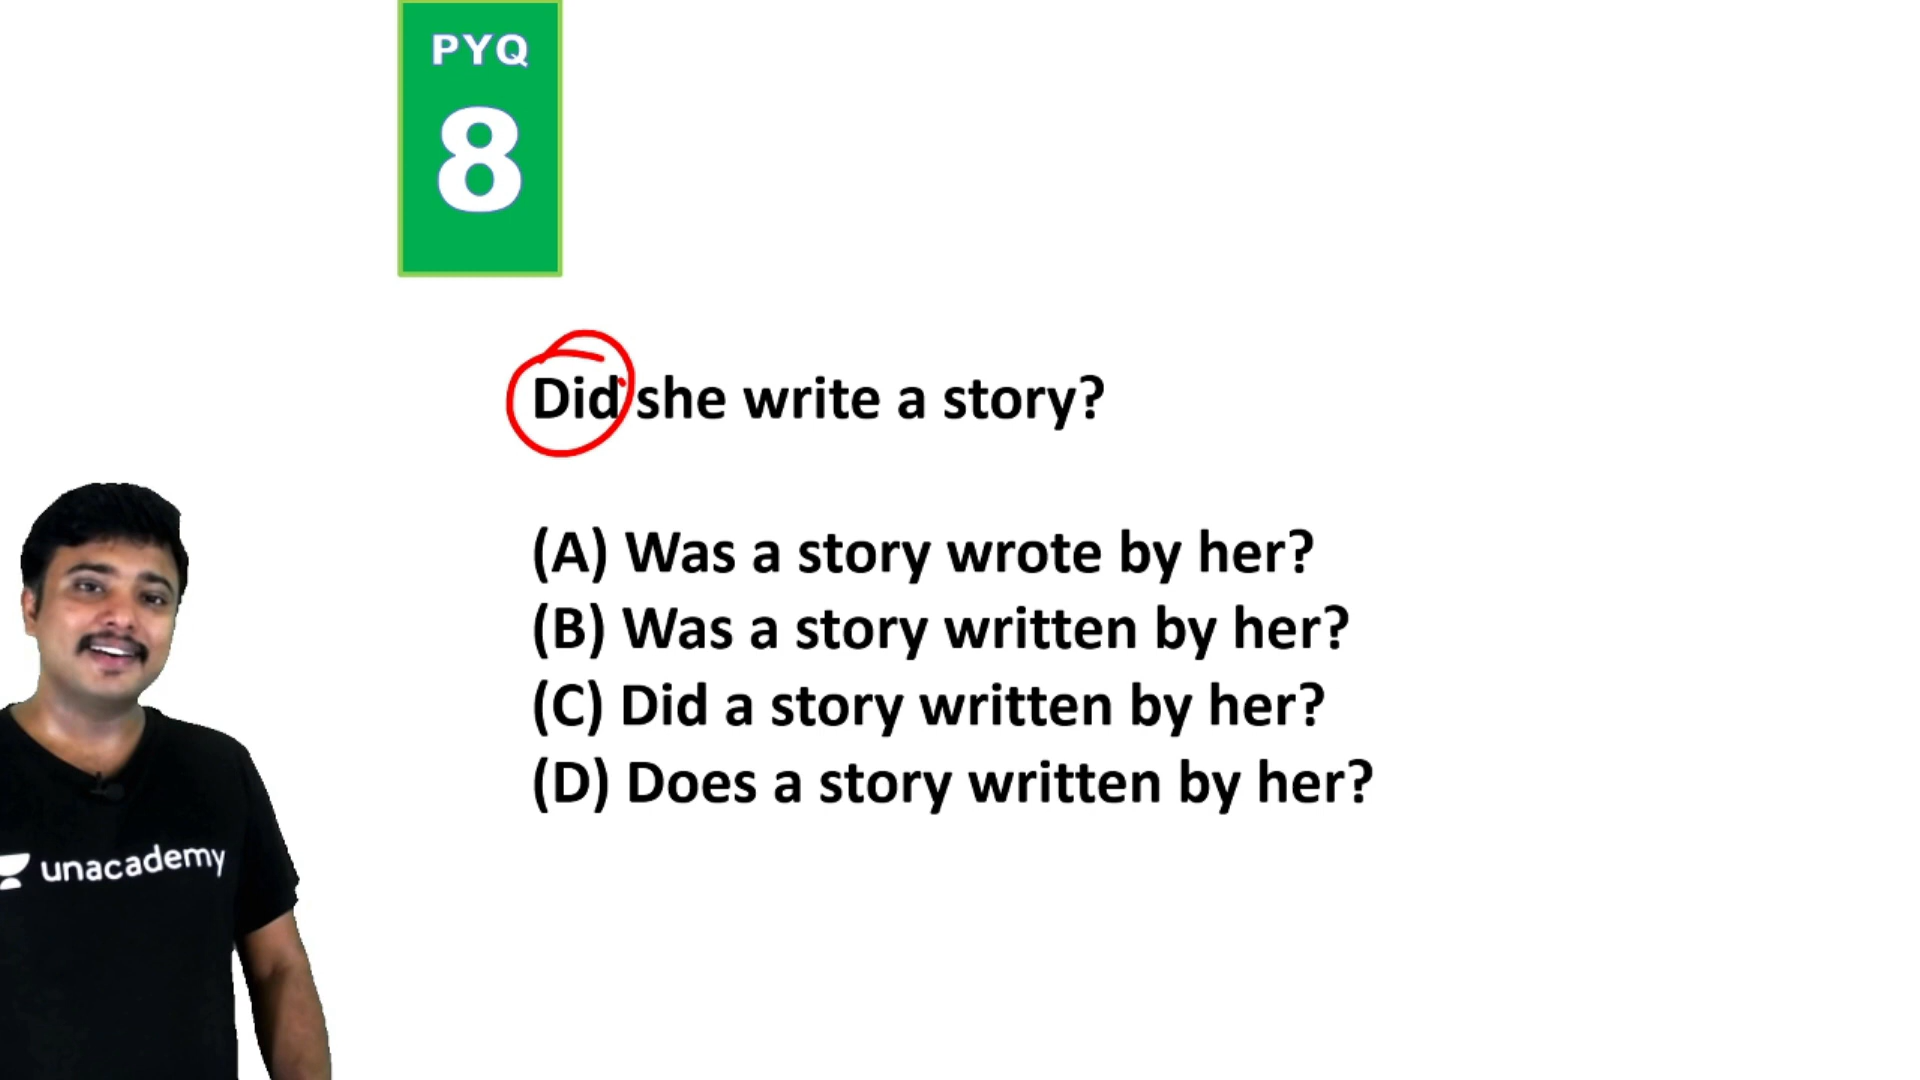 PYQ
8
Did she write a story?
(A) Was a story wrote by her?
(B) Was a story written by her?
(C) Did a story written by her?
(D) Does a story written by her?
unacademy